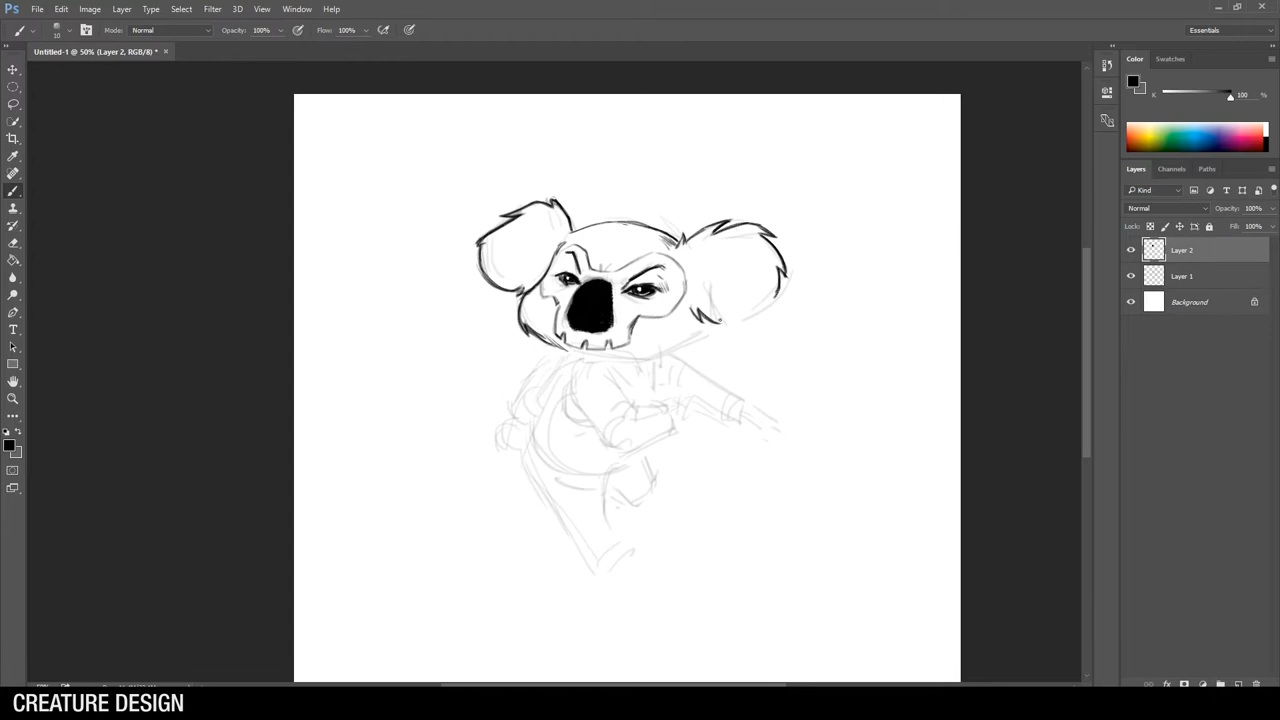 Ps File Edit Image Layer Type Select Filter 3D View Window Help
10 Mode: Normal Opacity: 100% Flow: 100% Essentials
Untitled-1 @ 50% (Layer 2, RGB/8) * ×
Color Swatches
K 100 %
Layers Channels Paths
Kind
Normal Opacity: 100%
Lock: Fill: 100%
Layer 2
Layer 1
Background
CREATURE DESIGN